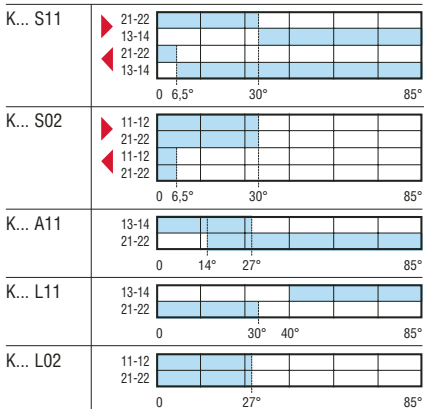 K... S11
21-22
13-14
21-22
13-14
0 6,5° 30° 85°
K... S02
11-12
21-22
11-12
21-22
0 6,5° 30° 85°
K... A11
13-14
21-22
0 14° 27° 85°
K... L11
13-14
21-22
0 30° 40° 85°
K... L02
11-12
21-22
0 27° 85°